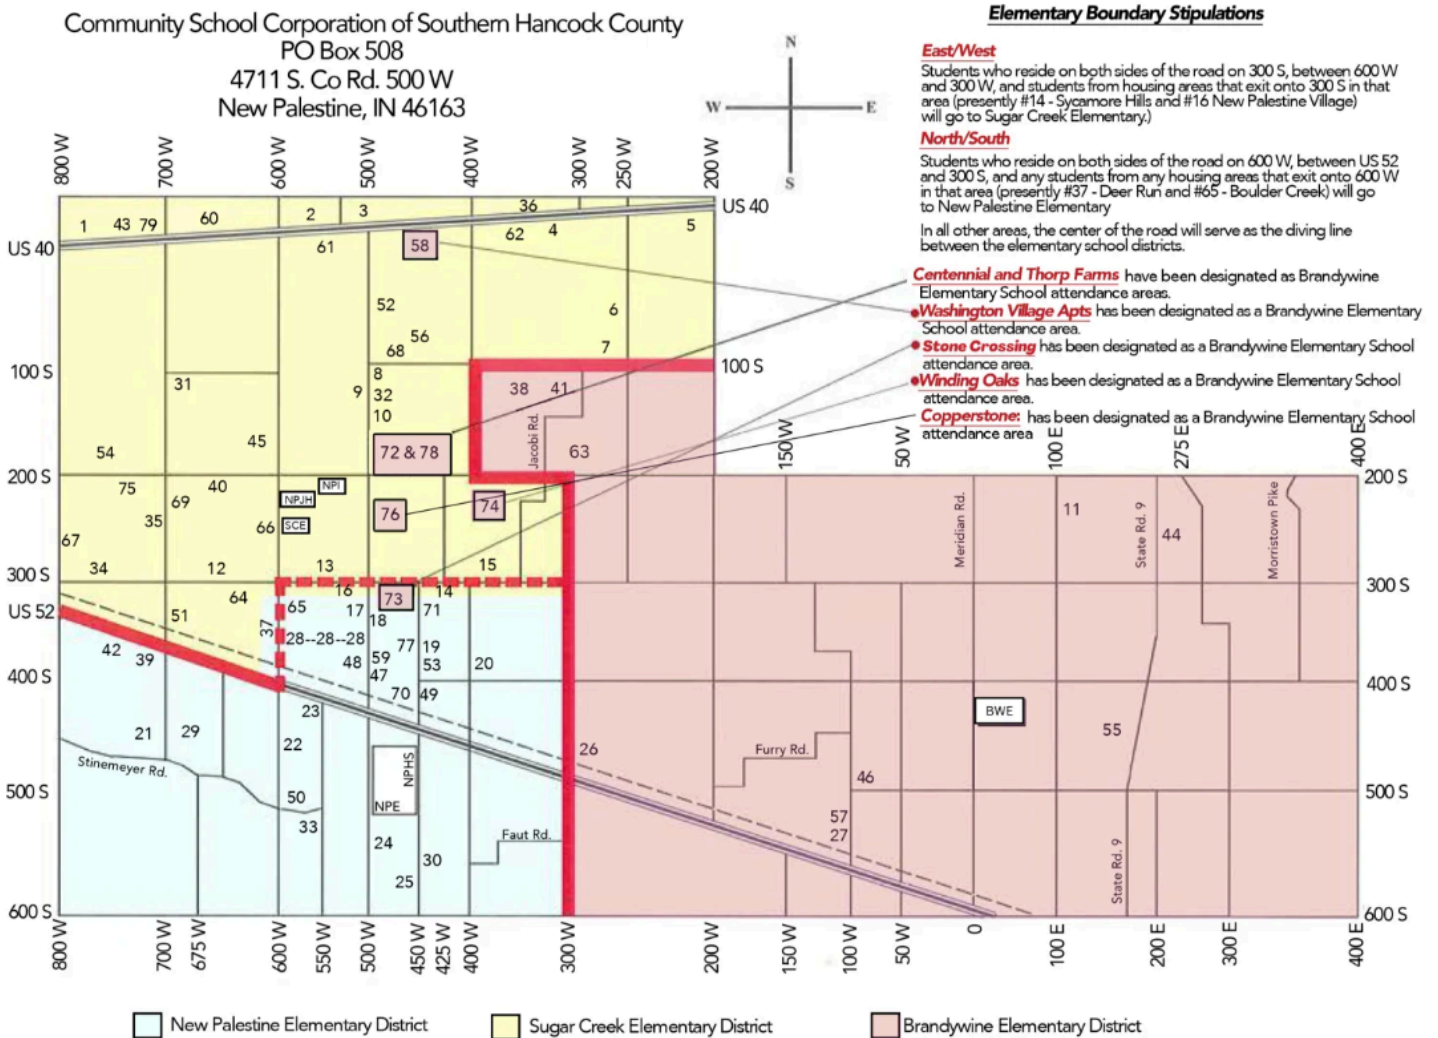 Community School Corporation of Southern Hancock County
PO Box 508
4711 S. Co Rd. 500 W
New Palestine, IN 46163
N
W E
S
Elementary Boundary Stipulations
East/West
Students who reside on both sides of the road on 300 S, between 600 W
and 300 W, and students from housing areas that exit onto 300 S in that
area (presently #14 - Sycamore Hills and #16 New Palestine Village)
will go to Sugar Creek Elementary.)
North/South
Students who reside on both sides of the road on 600 W, between US 52
and 300 S, and any students from any housing areas that exit onto 600 W
in that area (presently #37 - Deer Run and #65 - Boulder Creek) will go
to New Palestine Elementary
In all other areas, the center of the road will serve as the diving line
between the elementary school districts.
Centennial and Thorp Farms have been designated as Brandywine
Elementary School attendance areas.
Washington Village Apts has been designated as a Brandywine Elementary
School attendance area.
Stone Crossing has been designated as a Brandywine Elementary School
attendance area.
Winding Oaks has been designated as a Brandywine Elementary School
attendance area.
Copperstone: has been designated as a Brandywine Elementary School
attendance area
800 W 700 W 600 W 500 W 400 W 300 W 250 W 200 W
1 43 79 60 2 3 36 US 40
US 40 61 58 62 4 5
52 6
56
68 7
100 S 100 S
31 9 8 38 41
32
10
Jacobi Rd.
54 45 72 & 78 63
150 W 50 W 100 E 275 E 400 E
200 S 200 S
75 69 40 NPJH NPI 74
35 66 SCE 76
67
Meridian Rd. 11 State Rd. 9 44 Morristown Pike
34 12 13 15
300 S 300 S
64 65 16 73 14
US 52 51 37 17 18 71
28--28--28 77 19
42 39 48 59 53 20
47
400 S 70 49 400 S
23 BWE
21 29 22 26 55
Stinemeyer Rd. NPHS Furry Rd.
46
500 S 50 NPE 500 S
33 57
24 Faut Rd. 27
30
25 State Rd. 9
600 S 600 S
800 W 700 W 675 W 600 W 550 W 500 W 450 W 425 W 400 W 300 W 200 W 150 W 100 W 50 W 0 100 E 200 E 300 E 400 E
New Palestine Elementary District
Sugar Creek Elementary District
Brandywine Elementary District